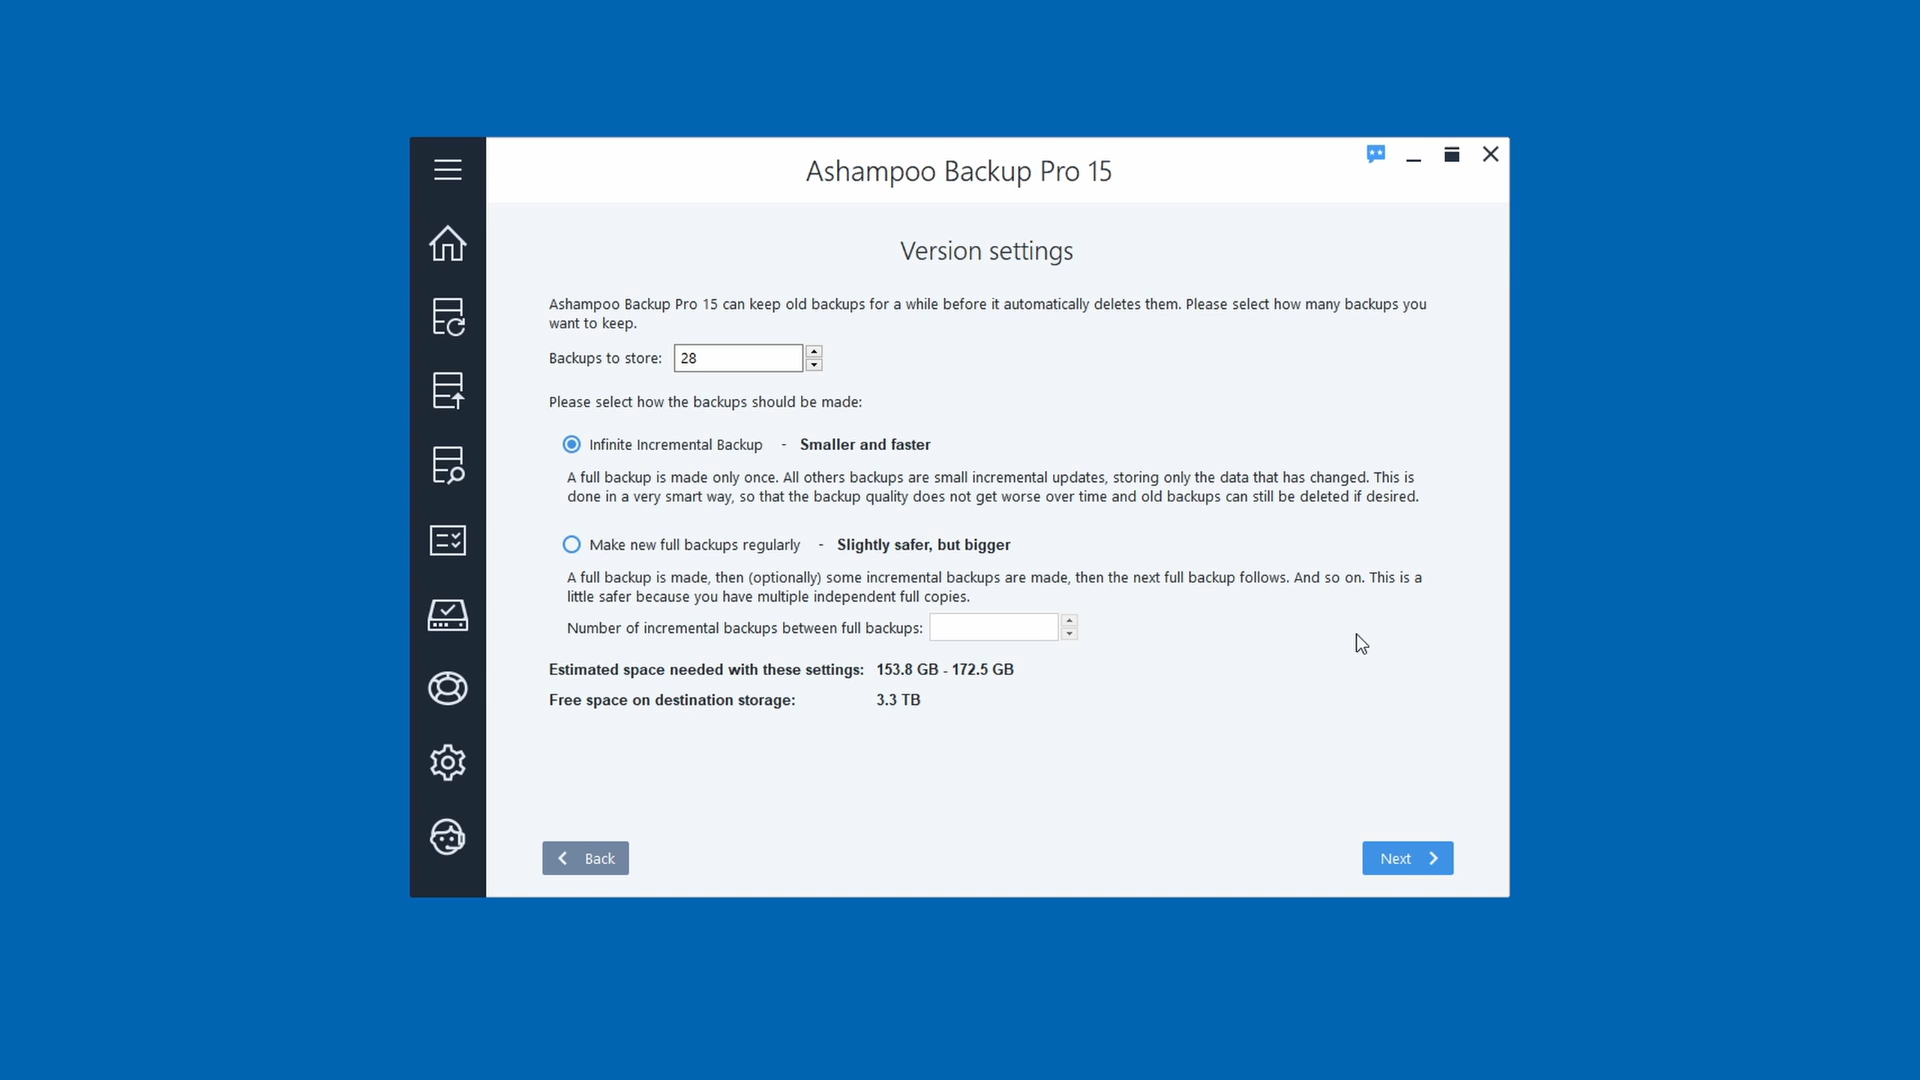 Ashampoo Backup Pro 15
Version settings
Ashampoo Backup Pro 15 can keep old backups for a while before it automatically deletes them. Please select how many backups you
want to keep.
Backups to store: 28
Please select how the backups should be made:
Infinite Incremental Backup - Smaller and faster
A full backup is made only once. All others backups are small incremental updates, storing only the data that has changed. This is
done in a very smart way, so that the backup quality does not get worse over time and old backups can still be deleted if desired.
Make new full backups regularly - Slightly safer, but bigger
A full backup is made, then (optionally) some incremental backups are made, then the next full backup follows. And so on. This is a
little safer because you have multiple independent full copies.
Number of incremental backups between full backups:
Estimated space needed with these settings: 153.8 GB - 172.5 GB
Free space on destination storage: 3.3 TB
Back
Next